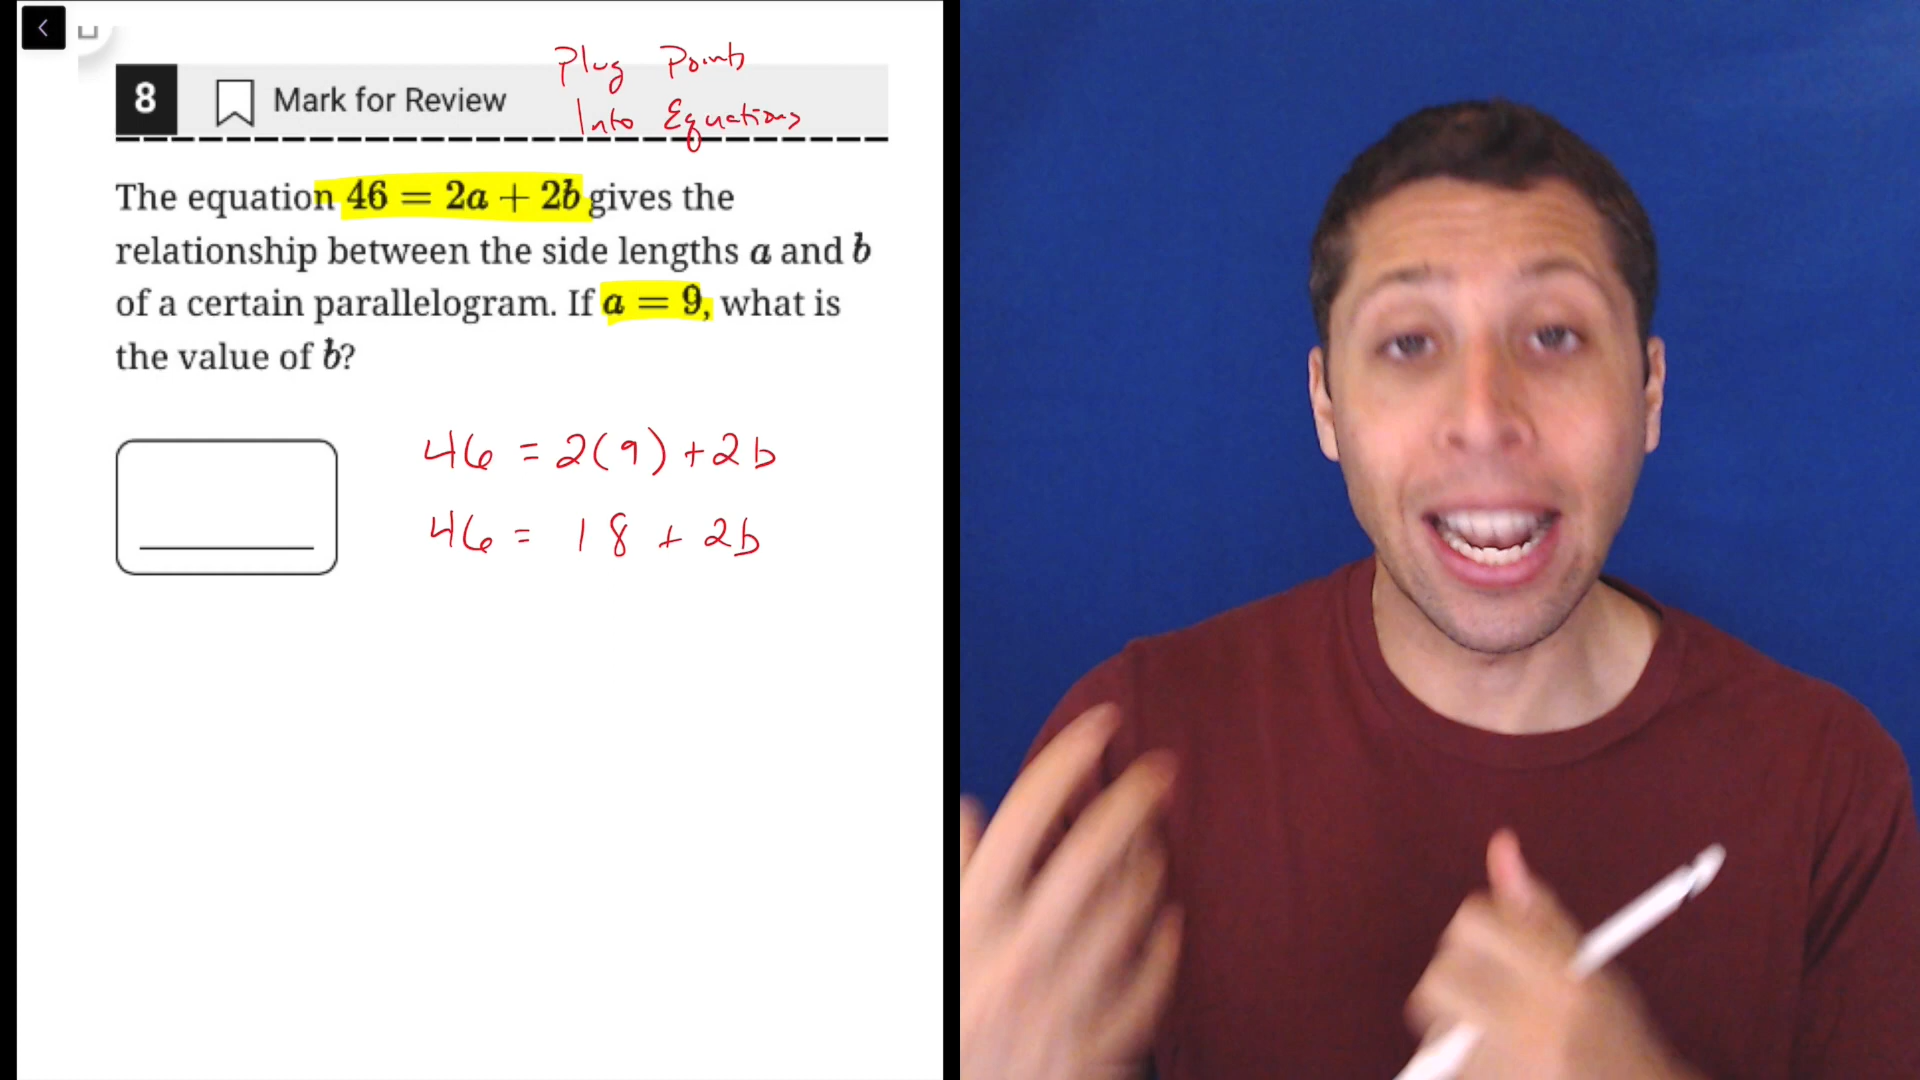 Plug Points
Into Equations
8 Mark for Review
The equation 46 = 2a + 2b gives the
relationship between the side lengths a and b
of a certain parallelogram. If a = 9, what is
the value of b?
46 = 2(9) + 2b
46 = 18 + 2b